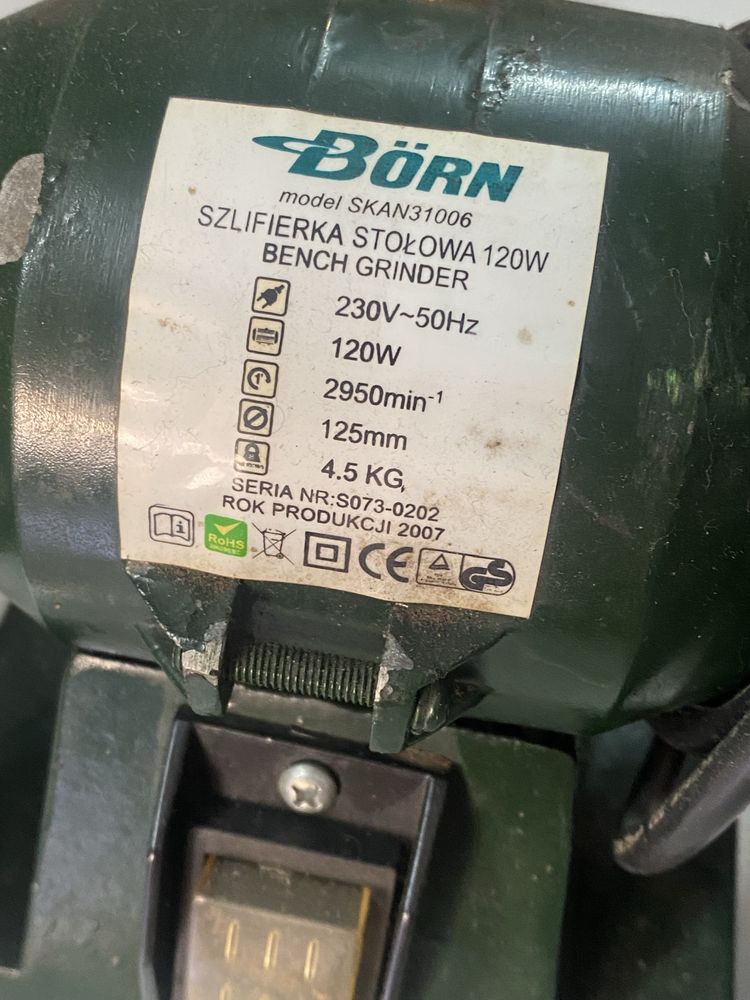 BÖRN
model SKAN31006
SZLIFIERKA STOŁOWA 120W
BENCH GRINDER
230V~50Hz
120W
2950min-1
125mm
4.5 KG,
SERIA NR:S073-0202
ROK PRODUKCJI 2007
RoHS
CE
GS